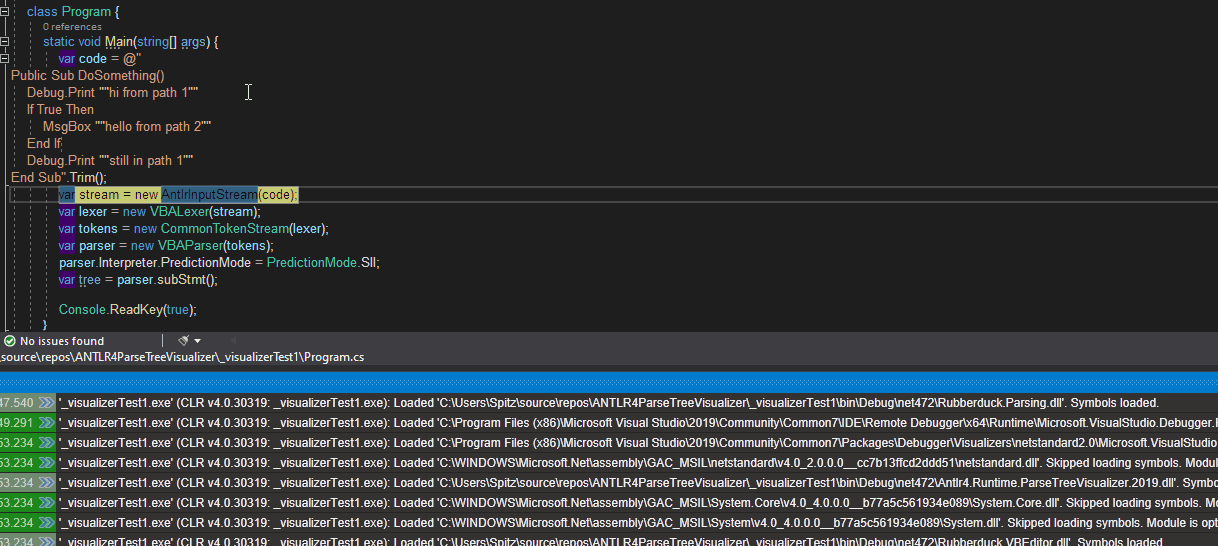 class Program {
0 references
static void Main(string[] args) {
var code = @"
Public Sub DoSomething()
Debug.Print ""hi from path 1""
If True Then
MsgBox ""hello from path 2""
End If
Debug.Print ""still in path 1""
End Sub".Trim();
var stream = new AntlrInputStream(code);
var lexer = new VBALexer(stream);
var tokens = new CommonTokenStream(lexer);
var parser = new VBAParser(tokens);
parser.Interpreter.PredictionMode = PredictionMode.Sll;
var tree = parser.subStmt();
Console.ReadKey(true);
}
No issues found
source\repos\ANTLR4ParseTreeVisualizer\_visualizerTest1\Program.cs
47.540 '_visualizerTest1.exe' (CLR v4.0.30319: _visualizerTest1.exe): Loaded 'C:\Users\Spitz\source\repos\ANTLR4ParseTreeVisualizer\_visualizerTest1\bin\Debug\net472\Rubberduck.Parsing.dll'. Symbols loaded.
49.291 '_visualizerTest1.exe' (CLR v4.0.30319: _visualizerTest1.exe): Loaded 'C:\Program Files (x86)\Microsoft Visual Studio\2019\Community\Common7\IDE\Remote Debugger\x64\Runtime\Microsoft.VisualStudio.Debugger.
53.234 '_visualizerTest1.exe' (CLR v4.0.30319: _visualizerTest1.exe): Loaded 'C:\Program Files (x86)\Microsoft Visual Studio\2019\Community\Common7\Packages\Debugger\Visualizers\netstandard2.0\Microsoft.VisualStudio
53.234 '_visualizerTest1.exe' (CLR v4.0.30319: _visualizerTest1.exe): Loaded 'C:\WINDOWS\Microsoft.Net\assembly\GAC_MSIL\netstandard\v4.0_2.0.0.0__cc7b13ffcd2ddd51\netstandard.dll'. Skipped loading symbols. Modul
53.234 '_visualizerTest1.exe' (CLR v4.0.30319: _visualizerTest1.exe): Loaded 'C:\Users\Spitz\source\repos\ANTLR4ParseTreeVisualizer\_visualizerTest1\bin\Debug\net472\Antlr4.Runtime.ParseTreeVisualizer.2019.dll'. Symbo
53.234 '_visualizerTest1.exe' (CLR v4.0.30319: _visualizerTest1.exe): Loaded 'C:\WINDOWS\Microsoft.Net\assembly\GAC_MSIL\System.Core\v4.0_4.0.0.0__b77a5c561934e089\System.Core.dll'. Skipped loading symbols. Modu
53.234 '_visualizerTest1.exe' (CLR v4.0.30319: _visualizerTest1.exe): Loaded 'C:\WINDOWS\Microsoft.Net\assembly\GAC_MSIL\System\v4.0_4.0.0.0__b77a5c561934e089\System.dll'. Skipped loading symbols. Module is opt
53.234 '_visualizerTest1.exe' (CLR v4.0.30319: _visualizerTest1.exe): Loaded 'C:\Users\Spitz\source\repos\ANTLR4ParseTreeVisualizer\_visualizerTest1\bin\Debug\net472\Rubberduck.VBEditor.dll'. Symbols loaded